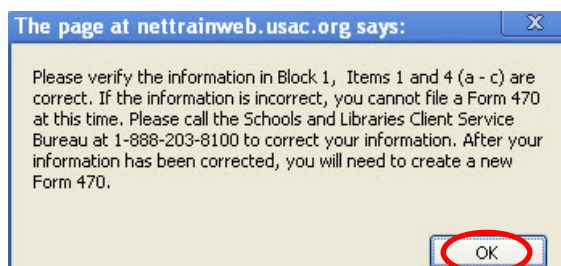 The page at nettrainweb.usac.org says:
X
Please verify the information in Block 1,  Items 1 and 4 (a - c) are
correct. If the information is incorrect, you cannot file a Form 470
at this time. Please call the Schools and Libraries Client Service
Bureau at 1-888-203-8100 to correct your information. After your
information has been corrected, you will need to create a new
Form 470.
OK